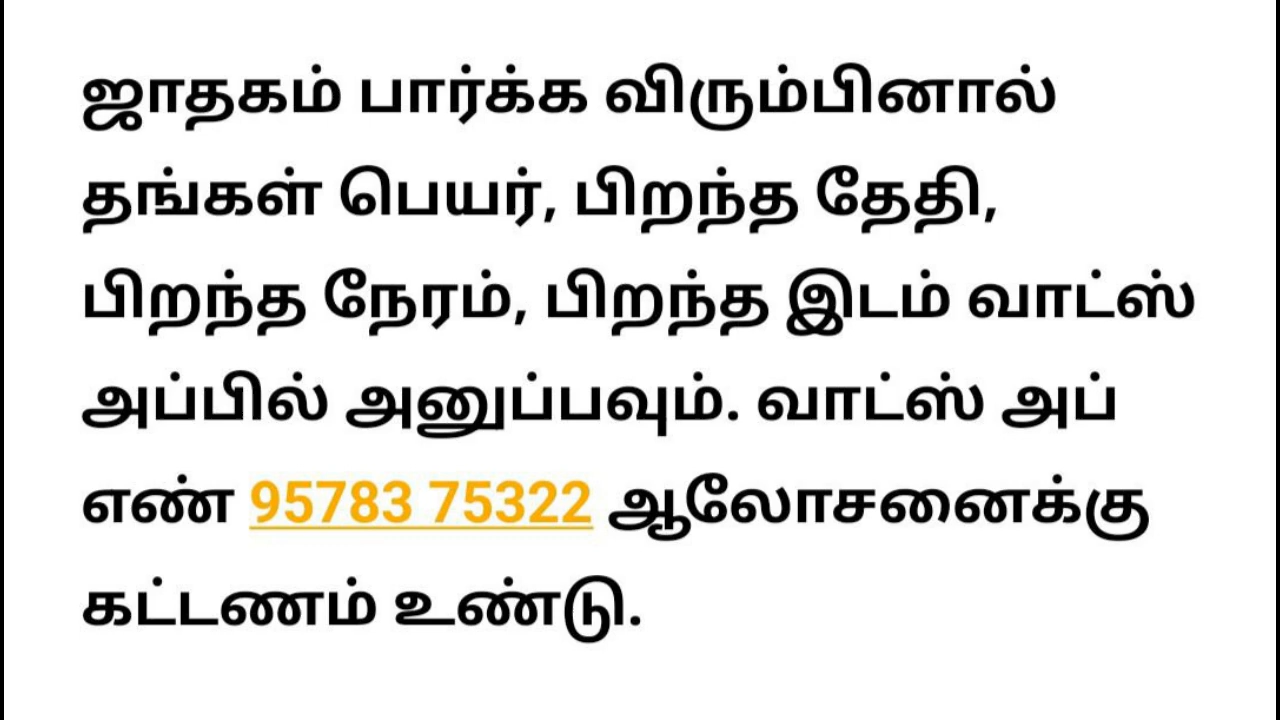 ஜாதகம் பார்க்க விரும்பினால்
தங்கள் பெயர், பிறந்த தேதி,
பிறந்த நேரம், பிறந்த இடம் வாட்ஸ்
அப்பில் அனுப்பவும். வாட்ஸ் அப்
எண் 95783 75322 ஆலோசனைக்கு
கட்டணம் உண்டு.